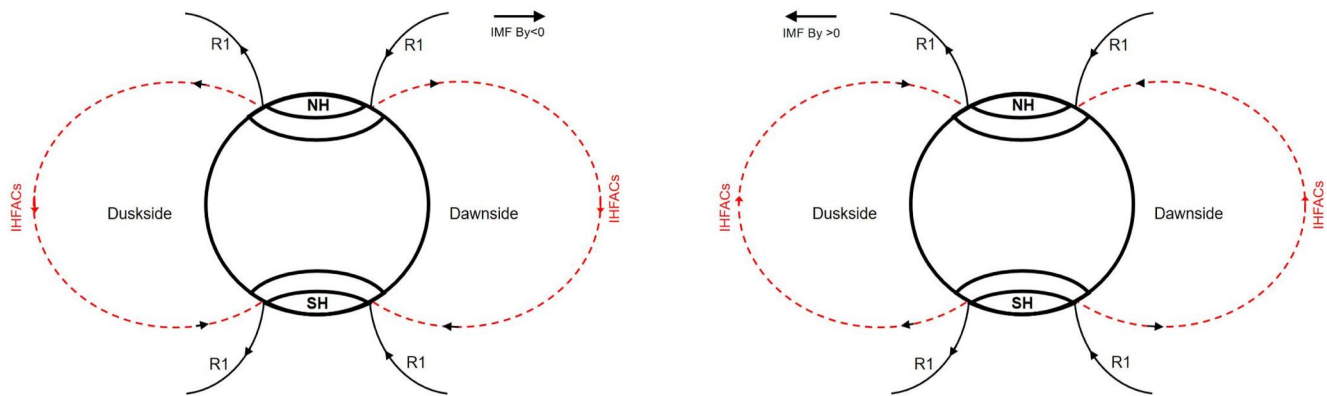 R1
R1
IMF By<0
NH
IHFACs
Duskside
Dawnside
IHFACs
SH
R1
R1
IMF By >0
R1
R1
NH
IHFACs
Duskside
Dawnside
IHFACs
SH
R1
R1